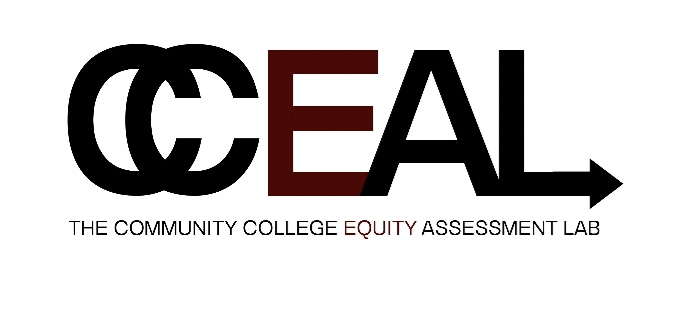 CCEAL
THE COMMUNITY COLLEGE EQUITY ASSESSMENT LAB